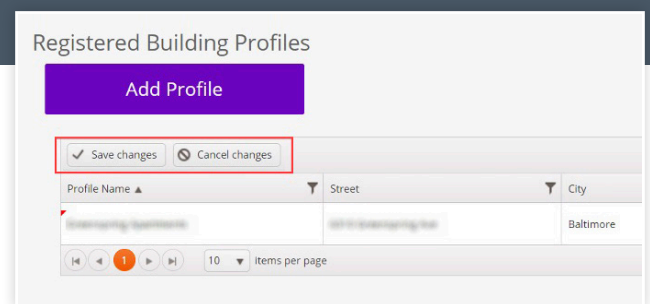 Registered Building Profiles
Add Profile
Save changes Cancel changes
Profile Name Street City
Baltimore
1 10 items per page